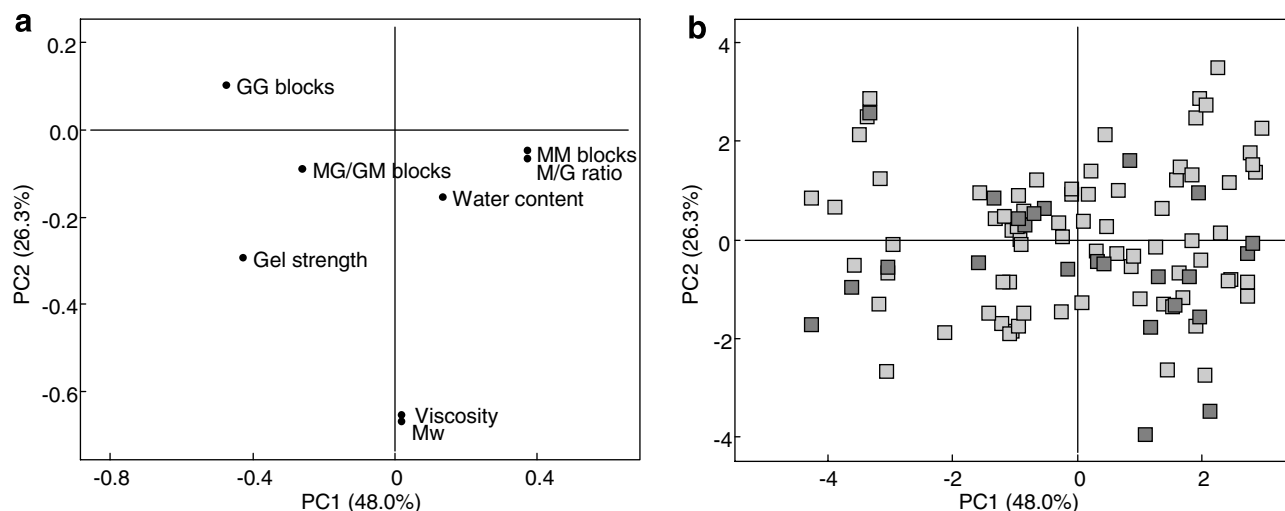 a
0.2
0.0
-0.2
-0.4
-0.6
PC2 (26.3%)
GG blocks
MG/GM blocks
MM blocks
M/G ratio
Water content
Gel strength
Viscosity
Mw
-0.8
-0.4
0
0.4
PC1 (48.0%)
b
4
2
0
-2
-4
PC2 (26.3%)
-4
-2
0
2
PC1 (48.0%)